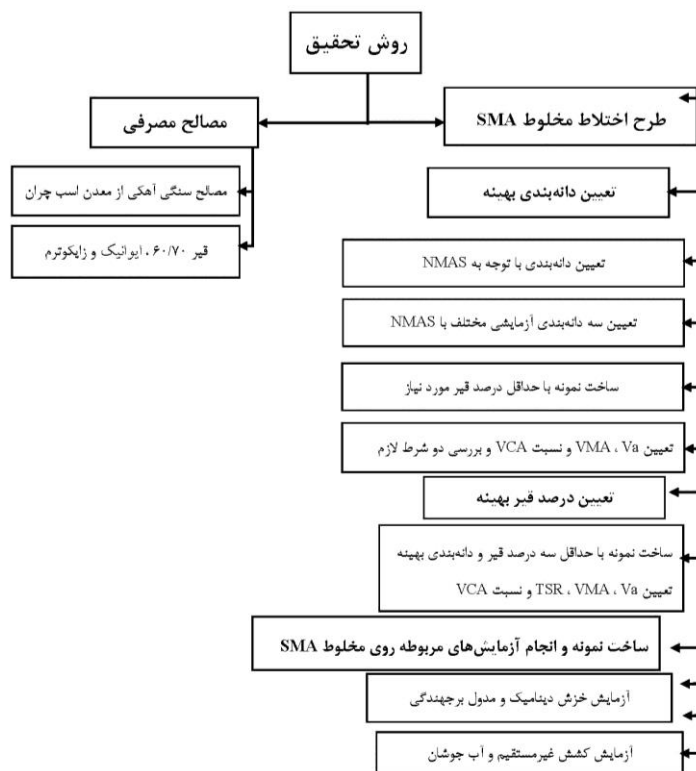 روش تحقیق
طرح اختلاط مخلوط SMA
مصالح مصرفی
تعیین دانه‌بندی بهینه
مصالح سنگی آهکی از معدن اسب چران
قیر ۶۰/۷۰ ، ایواتیک و زایکوترم
تعیین دانه‌بندی با توجه به NMAS
تعیین سه دانه‌بندی آزمایشی مختلف با NMAS
ساخت نمونه با حداقل درصد قیر مورد نیاز
تعیین VMA ، Va و نسبت VCA و بررسی دو شرط لازم
تعیین درصد قیر بهینه
ساخت نمونه با حداقل سه درصد قیر و دانه‌بندی بهینه
تعیین TSR ، VMA ، Va و نسبت VCA
ساخت نمونه و انجام آزمایش‌های مربوطه روی مخلوط SMA
آزمایش خزش دینامیک و مدول برجهندگی
آزمایش کشش غیرمستقیم و آب جوشان